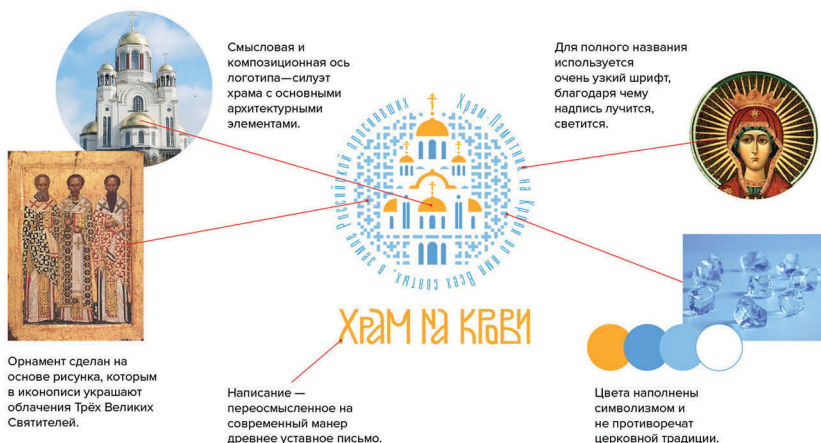 Смысловая и
композиционная ось
логотипа—силуэт
храма с основными
архитектурными
элементами.
Для полного названия
используется
очень узкий шрифт,
благодаря чему
надпись лучится,
светится.
Храм-Памятник на Крови во имя Всех святых, в земле Российской просиявших
ХРАМ NА КРОВИ
Орнамент сделан на
основе рисунка, которым
в иконописи украшают
облачения Трёх Великих
Святителей.
Написание —
переосмысленное на
современный манер
древнее уставное письмо.
Цвета наполнены
символизмом и
не противоречат
церковной традиции.